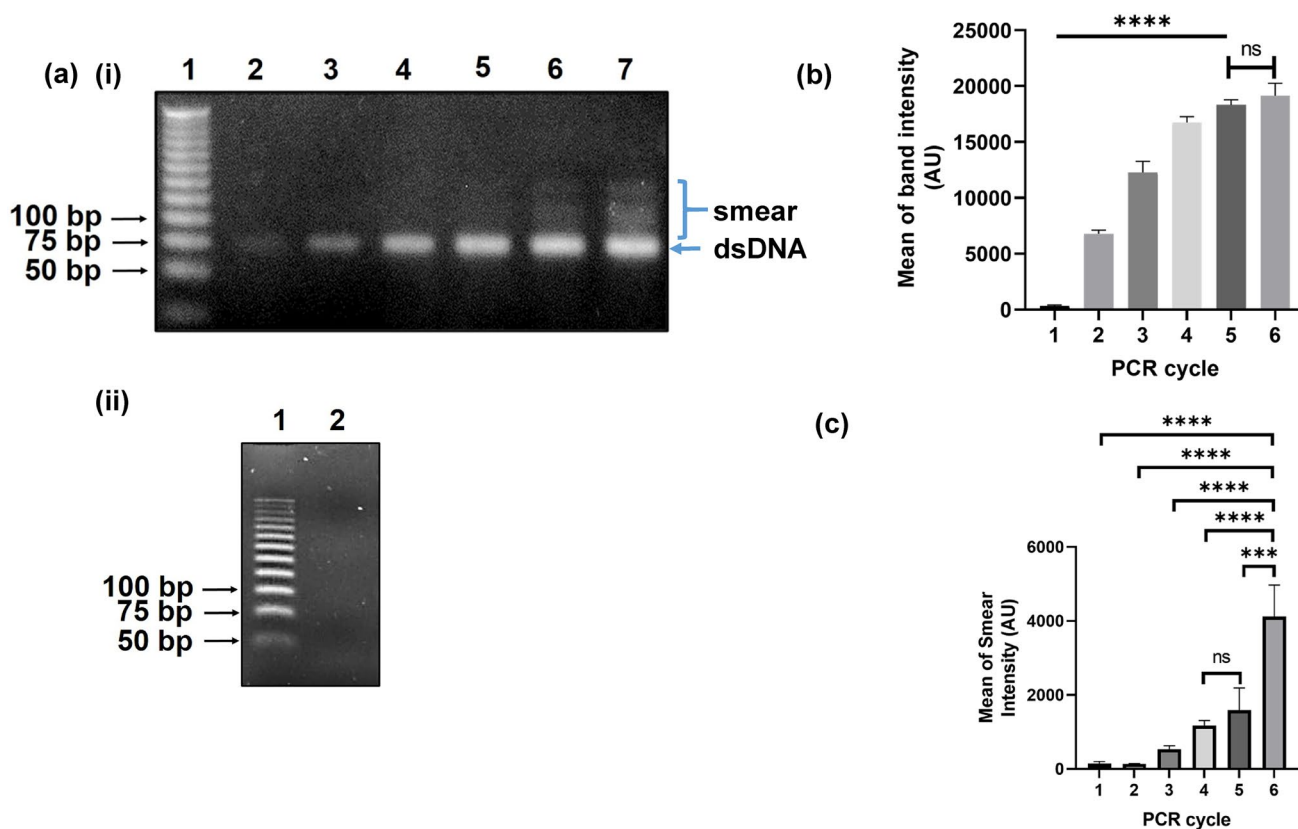 (a) (i) 1 2 3 4 5 6 7
100 bp
75 bp
50 bp
smear
dsDNA
(ii)
1 2
100 bp
75 bp
50 bp
(b)
****
ns
25000
20000
15000
10000
5000
0
Mean of band intensity
(AU)
1 2 3 4 5 6
PCR cycle
(c)
****
****
****
****
***
ns
6000
4000
2000
0
Mean of Smear
Intensity (AU)
1 2 3 4 5 6
PCR cycle